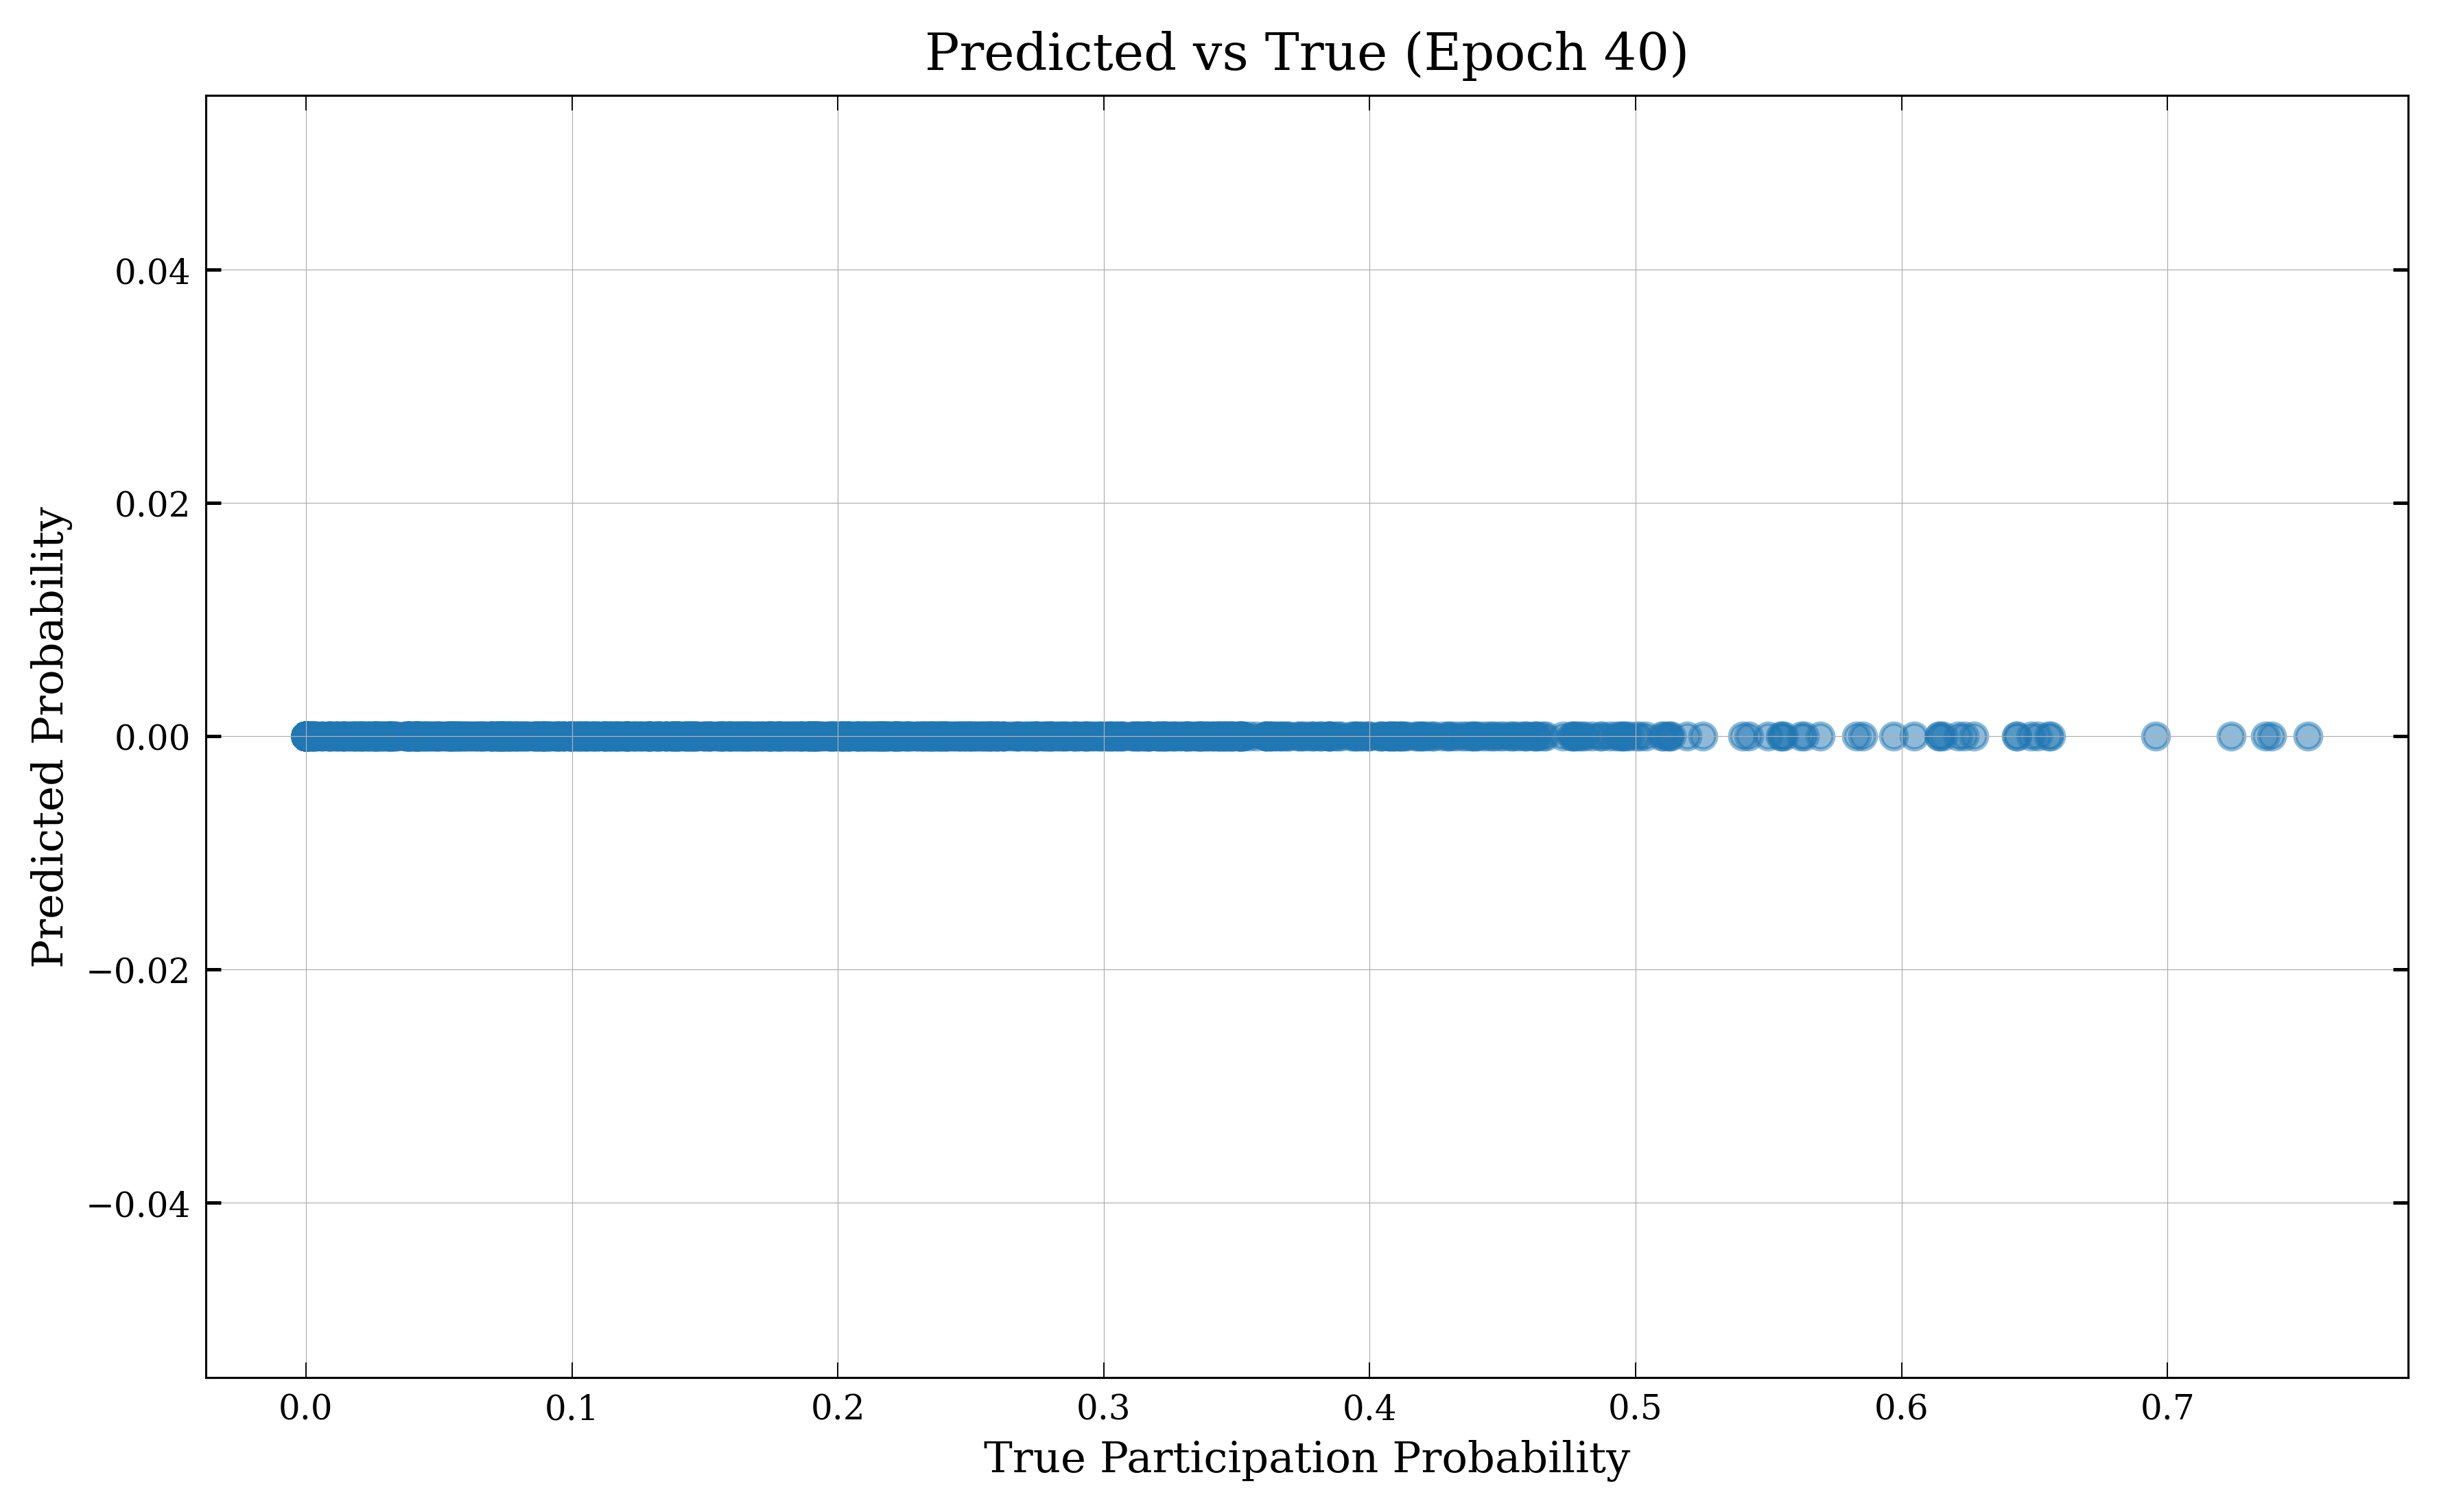 Predicted vs True (Epoch 40)
Predicted Probability
0.04
0.02
0.00
−0.02
−0.04
0.0 0.1 0.2 0.3 0.4 0.5 0.6 0.7
True Participation Probability